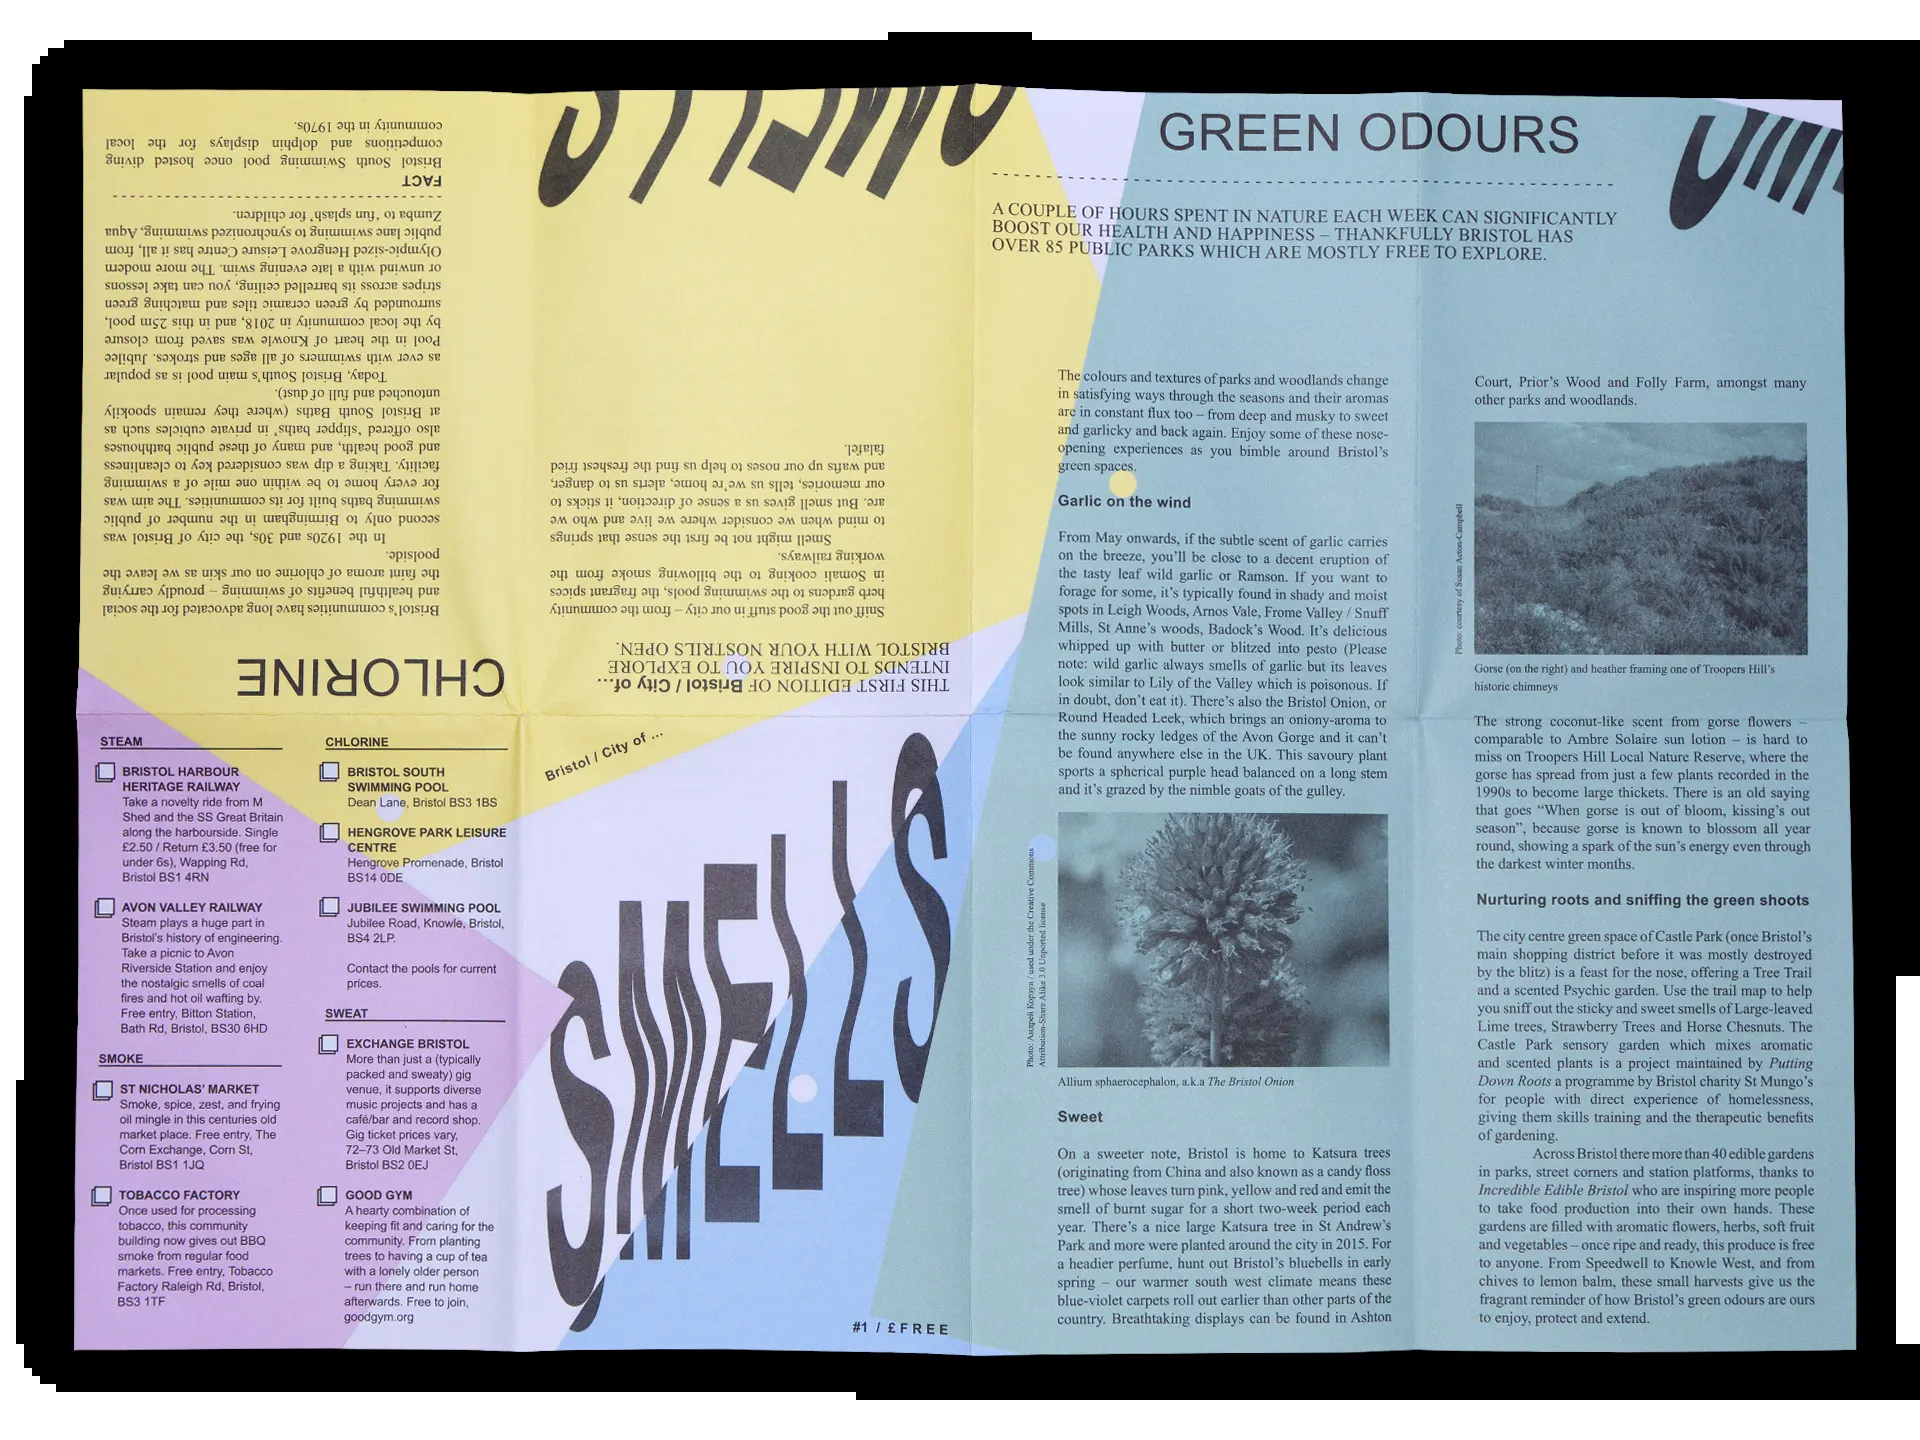 CHLORINE
Bristol's communities have long advocated for the social
and healthful benefits of swimming – proudly carrying
the faint aroma of chlorine on our skin as we leave the
poolside.
In the 1920s and 30s, the city of Bristol was
second only to Birmingham in the number of public
swimming baths built for its communities. The aim was
for every home to be within one mile of a swimming
facility. Taking a dip was considered key to cleanliness
and good health, and many of these public bathhouses
also offered 'slipper baths' in private cubicles such as
at Bristol South Baths (where they remain spookily
untouched and full of dust).
Today, Bristol South's main pool is as popular
as ever with swimmers of all ages and strokes. Jubilee
Pool in the heart of Knowle was saved from closure
by the local community in 2018, and in this 25m pool,
surrounded by green ceramic tiles and matching green
stripes across its barrelled ceiling, you can take lessons
or unwind with a late evening swim. The more modern
Olympic-sized Hengrove Leisure Centre has it all, from
public lane swimming to synchronized swimming, Aqua
Zumba to 'fun splash' for children.
FACT
Bristol South Swimming pool once hosted diving
competitions and dolphin displays for the local
community in the 1970s.
THIS FIRST EDITION OF Bristol / City of...
INTENDS TO INSPIRE YOU TO EXPLORE
BRISTOL WITH YOUR NOSTRILS OPEN.
Sniff out the good stuff in our city – from the community
herb gardens to the swimming pools, the fragrant spices
in Somali cooking to the billowing smoke from the
working railways.
Smell might not be first the sense that springs
to mind when we consider where we live and who we
are. But smell gives us a sense of direction, it sticks to
our memories, tells us we're home, alerts us to danger,
and wafts up our noses to help us find the freshest fried
falafel.
STEAM
BRISTOL HARBOUR
HERITAGE RAILWAY
Take a novelty ride from M
Shed and the SS Great Britain
along the harbourside. Single
£2.50 / Return £3.50 (free for
under 6s), Wapping Rd,
Bristol BS1 4RN
AVON VALLEY RAILWAY
Steam plays a huge part in
Bristol's history of engineering.
Take a picnic to Avon
Riverside Station and enjoy
the nostalgic smells of coal
fires and hot oil wafting by.
Free entry, Bitton Station,
Bath Rd, Bristol, BS30 6HD
SMOKE
ST NICHOLAS' MARKET
Smoke, spice, zest, and frying
oil mingle in this centuries old
market place. Free entry, The
Corn Exchange, Corn St,
Bristol BS1 1JQ
TOBACCO FACTORY
Once used for processing
tobacco, this community
building now gives out BBQ
smoke from regular food
markets. Free entry, Tobacco
Factory Raleigh Rd, Bristol,
BS3 1TF
CHLORINE
BRISTOL SOUTH
SWIMMING POOL
Dean Lane, Bristol BS3 1BS
HENGROVE PARK LEISURE
CENTRE
Hengrove Promenade, Bristol
BS14 0DE
JUBILEE SWIMMING POOL
Jubilee Road, Knowle, Bristol,
BS4 2LP.
Contact the pools for current
prices.
SWEAT
EXCHANGE BRISTOL
More than just a (typically
packed and sweaty) gig
venue, it supports diverse
music projects and has a
café/bar and record shop.
Gig ticket prices vary,
72–73 Old Market St,
Bristol BS2 0EJ
GOOD GYM
A hearty combination of
keeping fit and caring for the
community. From planting
trees to having a cup of tea
with a lonely older person
– run there and run home
afterwards. Free to join,
goodgym.org
Bristol / City of ...
SMELLS
#1 / £FREE
GREEN ODOURS
A COUPLE OF HOURS SPENT IN NATURE EACH WEEK CAN SIGNIFICANTLY
BOOST OUR HEALTH AND HAPPINESS – THANKFULLY BRISTOL HAS
OVER 85 PUBLIC PARKS WHICH ARE MOSTLY FREE TO EXPLORE.
The colours and textures of parks and woodlands change
in satisfying ways through the seasons and their aromas
are in constant flux too – from deep and musky to sweet
and garlicky and back again. Enjoy some of these nose-
opening experiences as you bimble around Bristol's
green spaces.
Garlic on the wind
From May onwards, if the subtle scent of garlic carries
on the breeze, you'll be close to a decent eruption of
the tasty leaf wild garlic or Ramson. If you want to
forage for some, it's typically found in shady and moist
spots in Leigh Woods, Arnos Vale, Frome Valley / Snuff
Mills, St Anne's woods, Badock's Wood. It's delicious
whipped up with butter or blitzed into pesto (Please
note: wild garlic always smells of garlic but its leaves
look similar to Lily of the Valley which is poisonous. If
in doubt, don't eat it). There's also the Bristol Onion, or
Round Headed Leek, which brings an oniony-aroma to
the sunny rocky ledges of the Avon Gorge and it can't
be found anywhere else in the UK. This savoury plant
sports a spherical purple head balanced on a long stem
and it's grazed by the nimble goats of the gulley.
Photo: Андрей Корзун / used under the Creative Commons
Attribution-Share Alike 3.0 Unported license
Allium sphaerocephalon, a.k.a The Bristol Onion
Sweet
On a sweeter note, Bristol is home to Katsura trees
(originating from China and also known as a candy floss
tree) whose leaves turn pink, yellow and red and emit the
smell of burnt sugar for a short two-week period each
year. There's a nice large Katsura tree in St Andrew's
Park and more were planted around the city in 2015. For
a headier perfume, hunt out Bristol's bluebells in early
spring – our warmer south west climate means these
blue-violet carpets roll out earlier than other parts of the
country. Breathtaking displays can be found in Ashton
Court, Prior's Wood and Folly Farm, amongst many
other parks and woodlands.
Photo: courtesy of Susan Acton-Campbell
Gorse (on the right) and heather framing one of Troopers Hill's
historic chimneys
The strong coconut-like scent from gorse flowers –
comparable to Ambre Solaire sun lotion – is hard to
miss on Troopers Hill Local Nature Reserve, where the
gorse has spread from just a few plants recorded in the
1990s to become large thickets. There is an old saying
that goes "When gorse is out of bloom, kissing's out
season", because gorse is known to blossom all year
round, showing a spark of the sun's energy even through
the darkest winter months.
Nurturing roots and sniffing the green shoots
The city centre green space of Castle Park (once Bristol's
main shopping district before it was mostly destroyed
by the blitz) is a feast for the nose, offering a Tree Trail
and a scented Psychic garden. Use the trail map to help
you sniff out the sticky and sweet smells of Large-leaved
Lime trees, Strawberry Trees and Horse Chesnuts. The
Castle Park sensory garden which mixes aromatic
and scented plants is a project maintained by Putting
Down Roots a programme by Bristol charity St Mungo's
for people with direct experience of homelessness,
giving them skills training and the therapeutic benefits
of gardening.
Across Bristol there more than 40 edible gardens
in parks, street corners and station platforms, thanks to
Incredible Edible Bristol who are inspiring more people
to take food production into their own hands. These
gardens are filled with aromatic flowers, herbs, soft fruit
and vegetables – once ripe and ready, this produce is free
to anyone. From Speedwell to Knowle West, and from
chives to lemon balm, these small harvests give us the
fragrant reminder of how Bristol's green odours are ours
to enjoy, protect and extend.